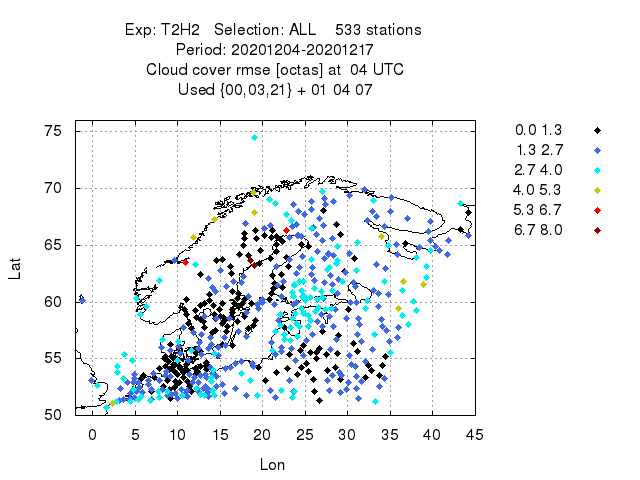 Exp: T2H2   Selection: ALL    533 stations
Period: 20201204-20201217
Cloud cover rmse [octas] at  04 UTC
Used {00,03,21} + 01 04 07
0.0 1.3
1.3 2.7
2.7 4.0
4.0 5.3
5.3 6.7
6.7 8.0
75
70
65
60
55
50
Lat
0 5 10 15 20 25 30 35 40 45
Lon